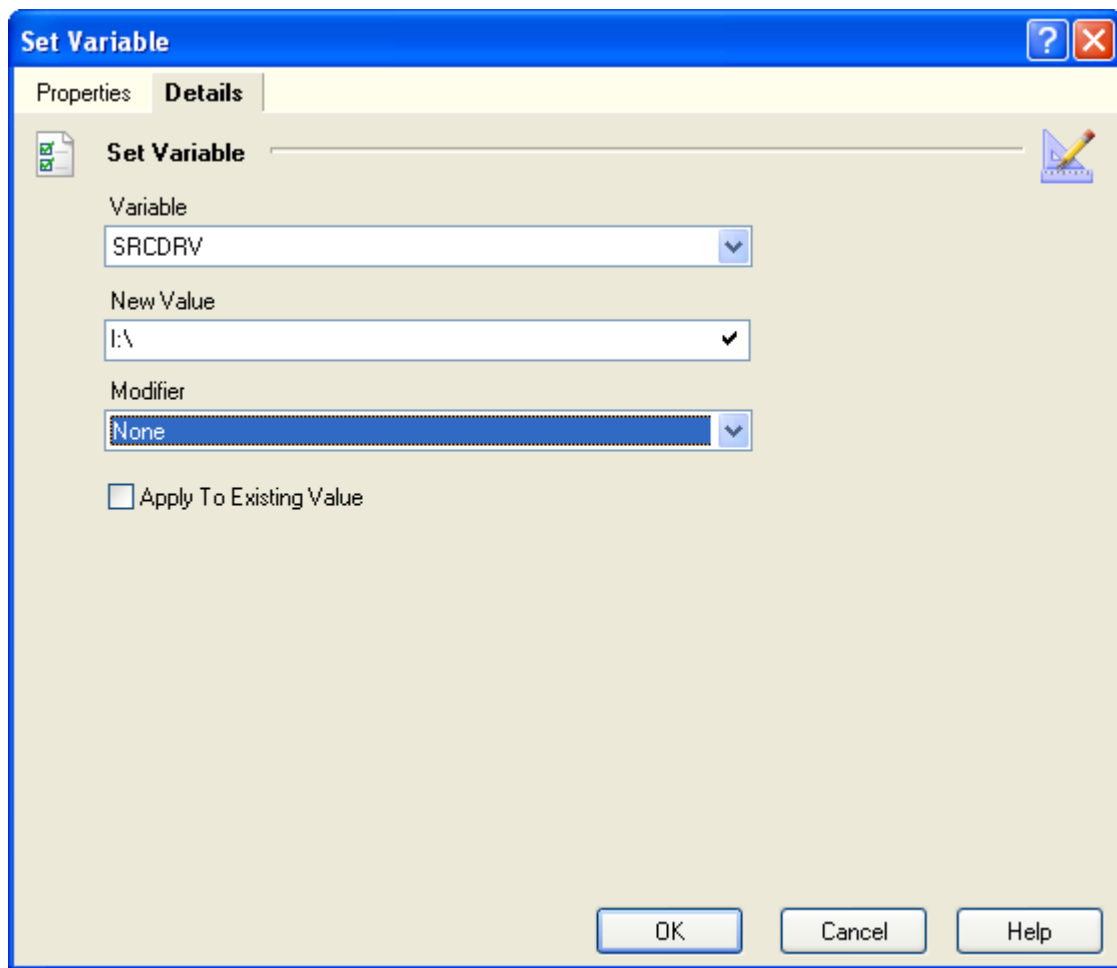 Set Variable
Properties Details
Set Variable
Variable
SRCDRV
New Value
I:\
Modifier
None
Apply To Existing Value
OK Cancel Help